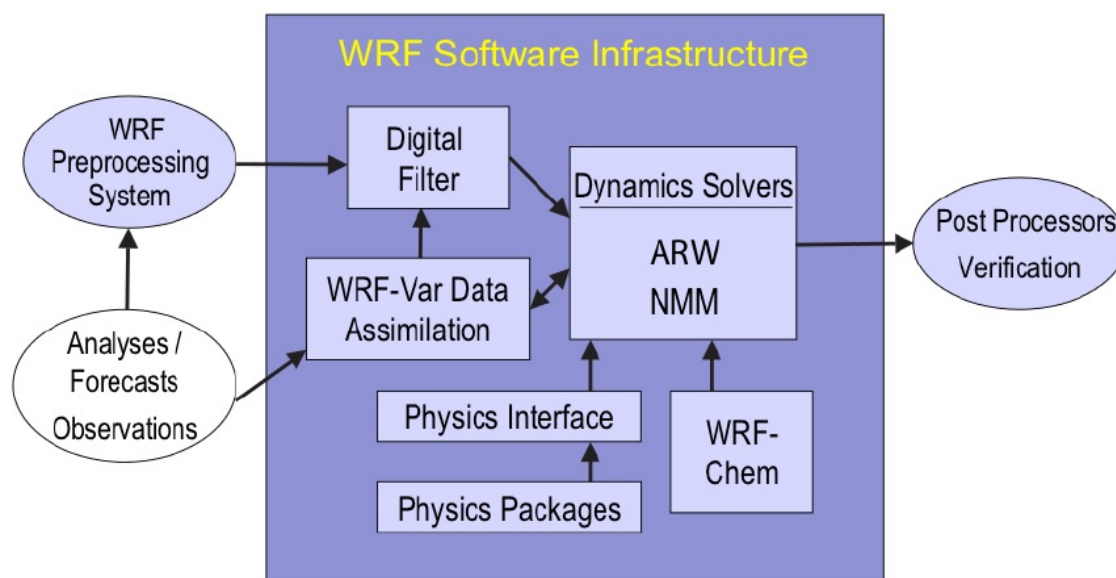 WRF Software Infrastructure
WRF
Preprocessing
System
Digital
Filter
Dynamics Solvers
ARW
NMM
Post Processors
Verification
WRF-Var Data
Assimilation
Analyses /
Forecasts
Observations
Physics Interface
WRF-
Chem
Physics Packages